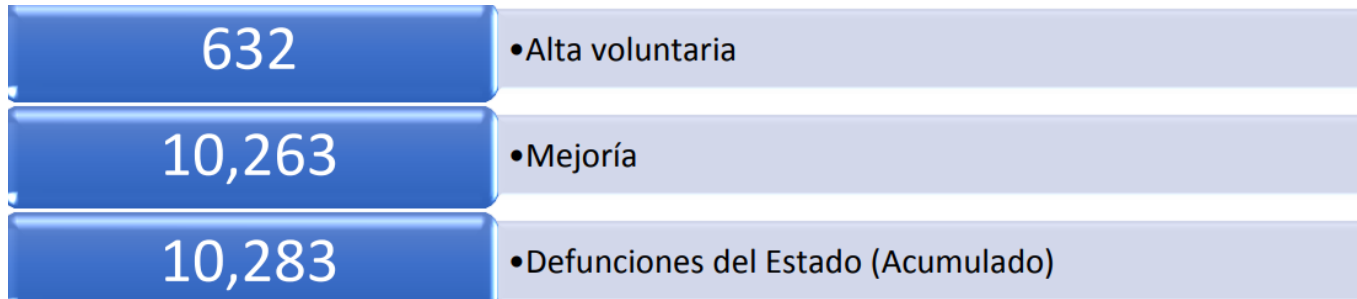 632 •Alta voluntaria
10,263 •Mejoría
10,283 •Defunciones del Estado (Acumulado)